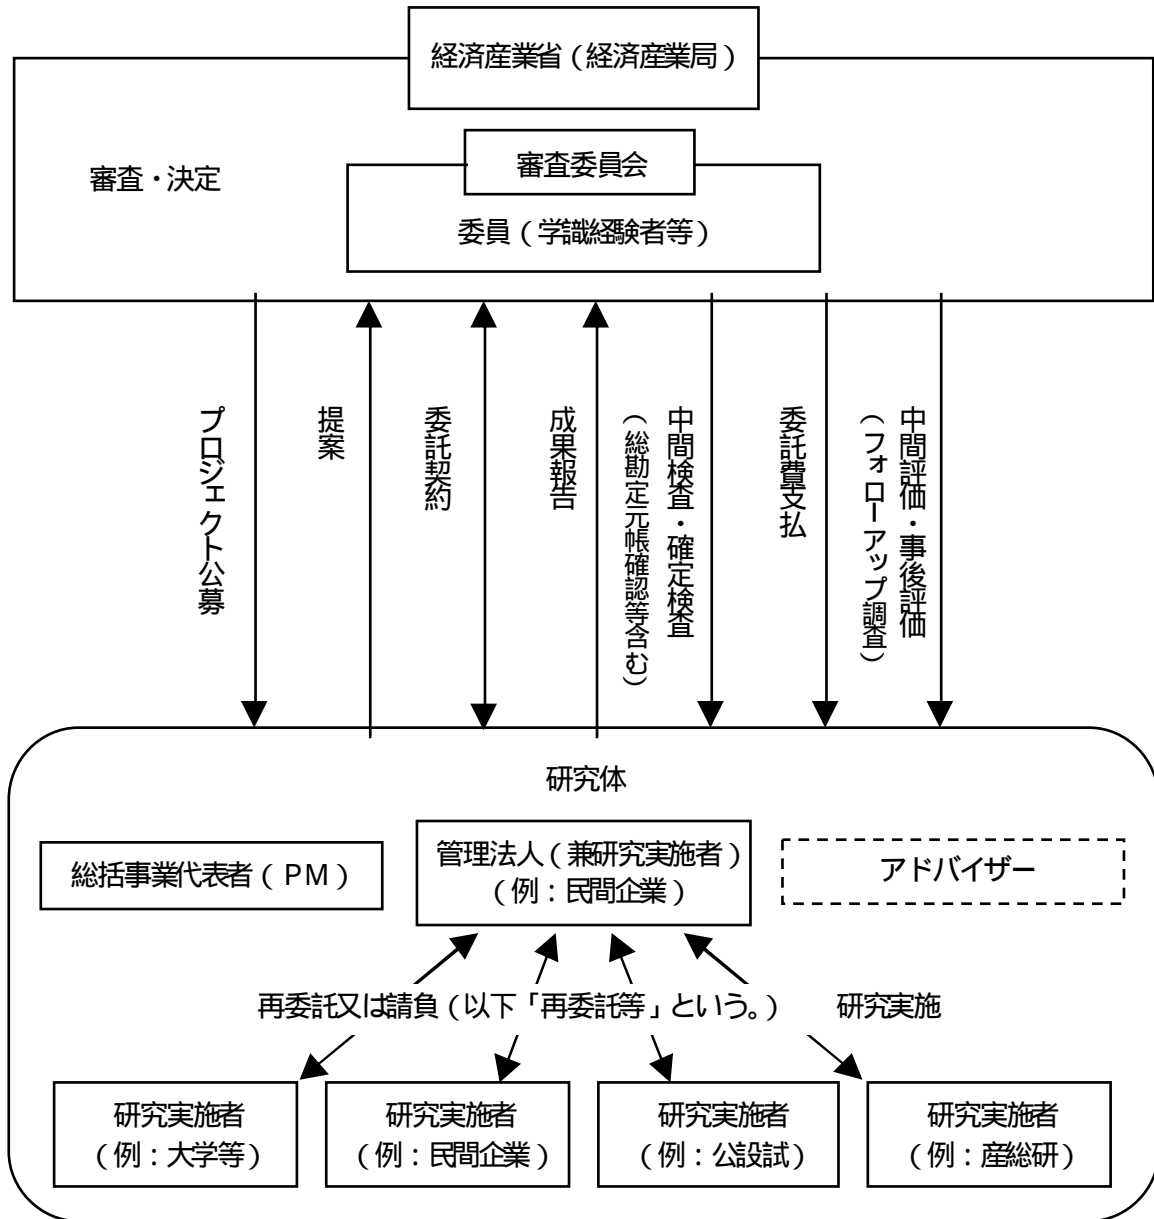 経済産業省（経済産業局）
審査委員会
審査・決定
委員（学識経験者等）
プロジェクト公募
提案
委託契約
成果報告
中間検査・確定検査
（総勘定元帳確認等含む）
委託費支払
中間評価・事後評価
（フォローアップ調査）
研究体
総括事業代表者（ＰＭ）
管理法人（兼研究実施者）
（例：民間企業）
アドバイザー
再委託又は請負（以下「再委託等」という。）
研究実施
研究実施者
（例：大学等）
研究実施者
（例：民間企業）
研究実施者
（例：公設試）
研究実施者
（例：産総研）